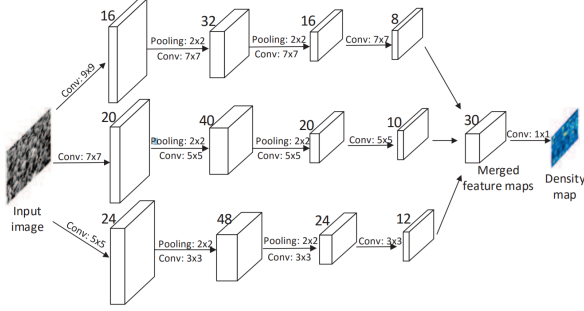 16
32
16
8
Conv: 9x9
Pooling: 2x2
Conv: 7x7
Pooling: 2x2
Conv: 7x7
Conv: 7x7
20
40
20
10
30
Conv: 7x7
Pooling: 2x2
Conv: 5x5
Pooling: 2x2
Conv: 5x5
Conv: 5x5
Conv: 1x1
Merged
feature maps
Density
map
Input
image
24
48
24
12
Conv: 5x5
Pooling: 2x2
Conv: 3x3
Pooling: 2x2
Conv: 3x3
Conv: 3x3